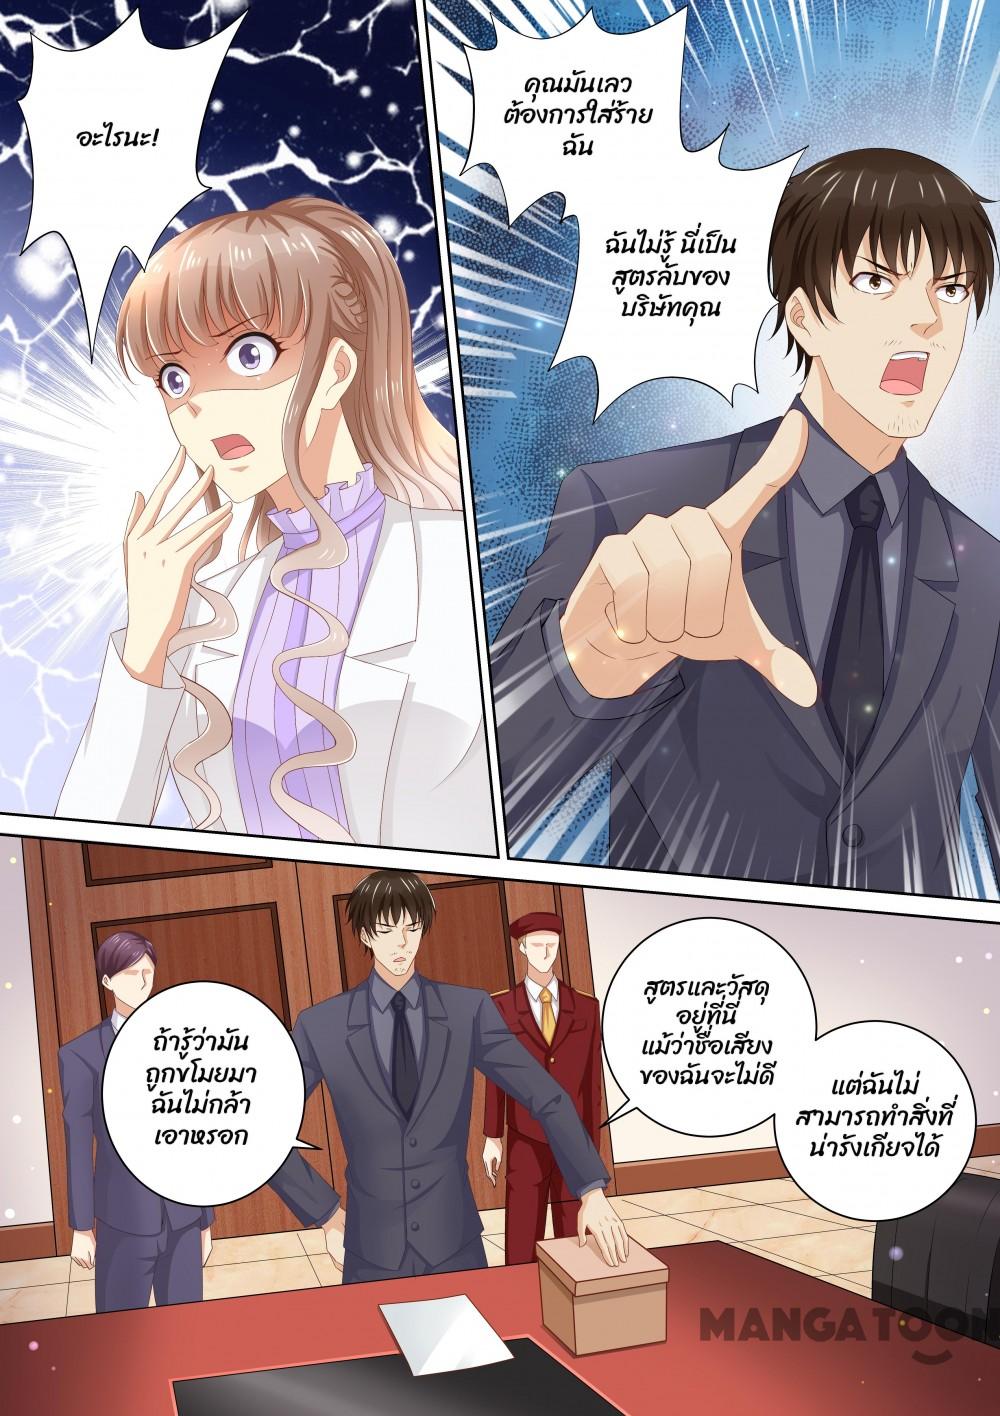 อะไรนะ!
คุณมันเลว
ต้องการใส่ร้าย
ฉัน
ฉันไม่รู้ นี่เป็น
สูตรลับของ
บริษัทคุณ
ถ้ารู้ว่ามัน
ถูกขโมยมา
ฉันไม่กล้า
เอาหรอก
สูตรและวัสดุ
อยู่ที่นี่
แม้ว่าชื่อเสียง
ของฉันจะไม่ดี
แต่ฉันไม่
สามารถทำสิ่งที่
น่ารังเกียจได้
MANGATOON